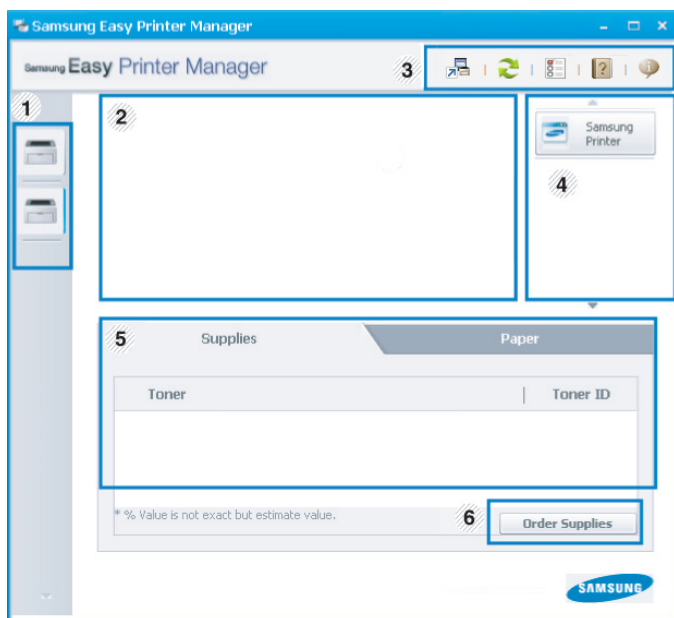 Samsung Easy Printer Manager
Samsung Easy Printer Manager
3
1
2
Samsung
Printer
4
5
Supplies
Paper
Toner
Toner ID
* % Value is not exact but estimate value.
6
Order Supplies
SAMSUNG